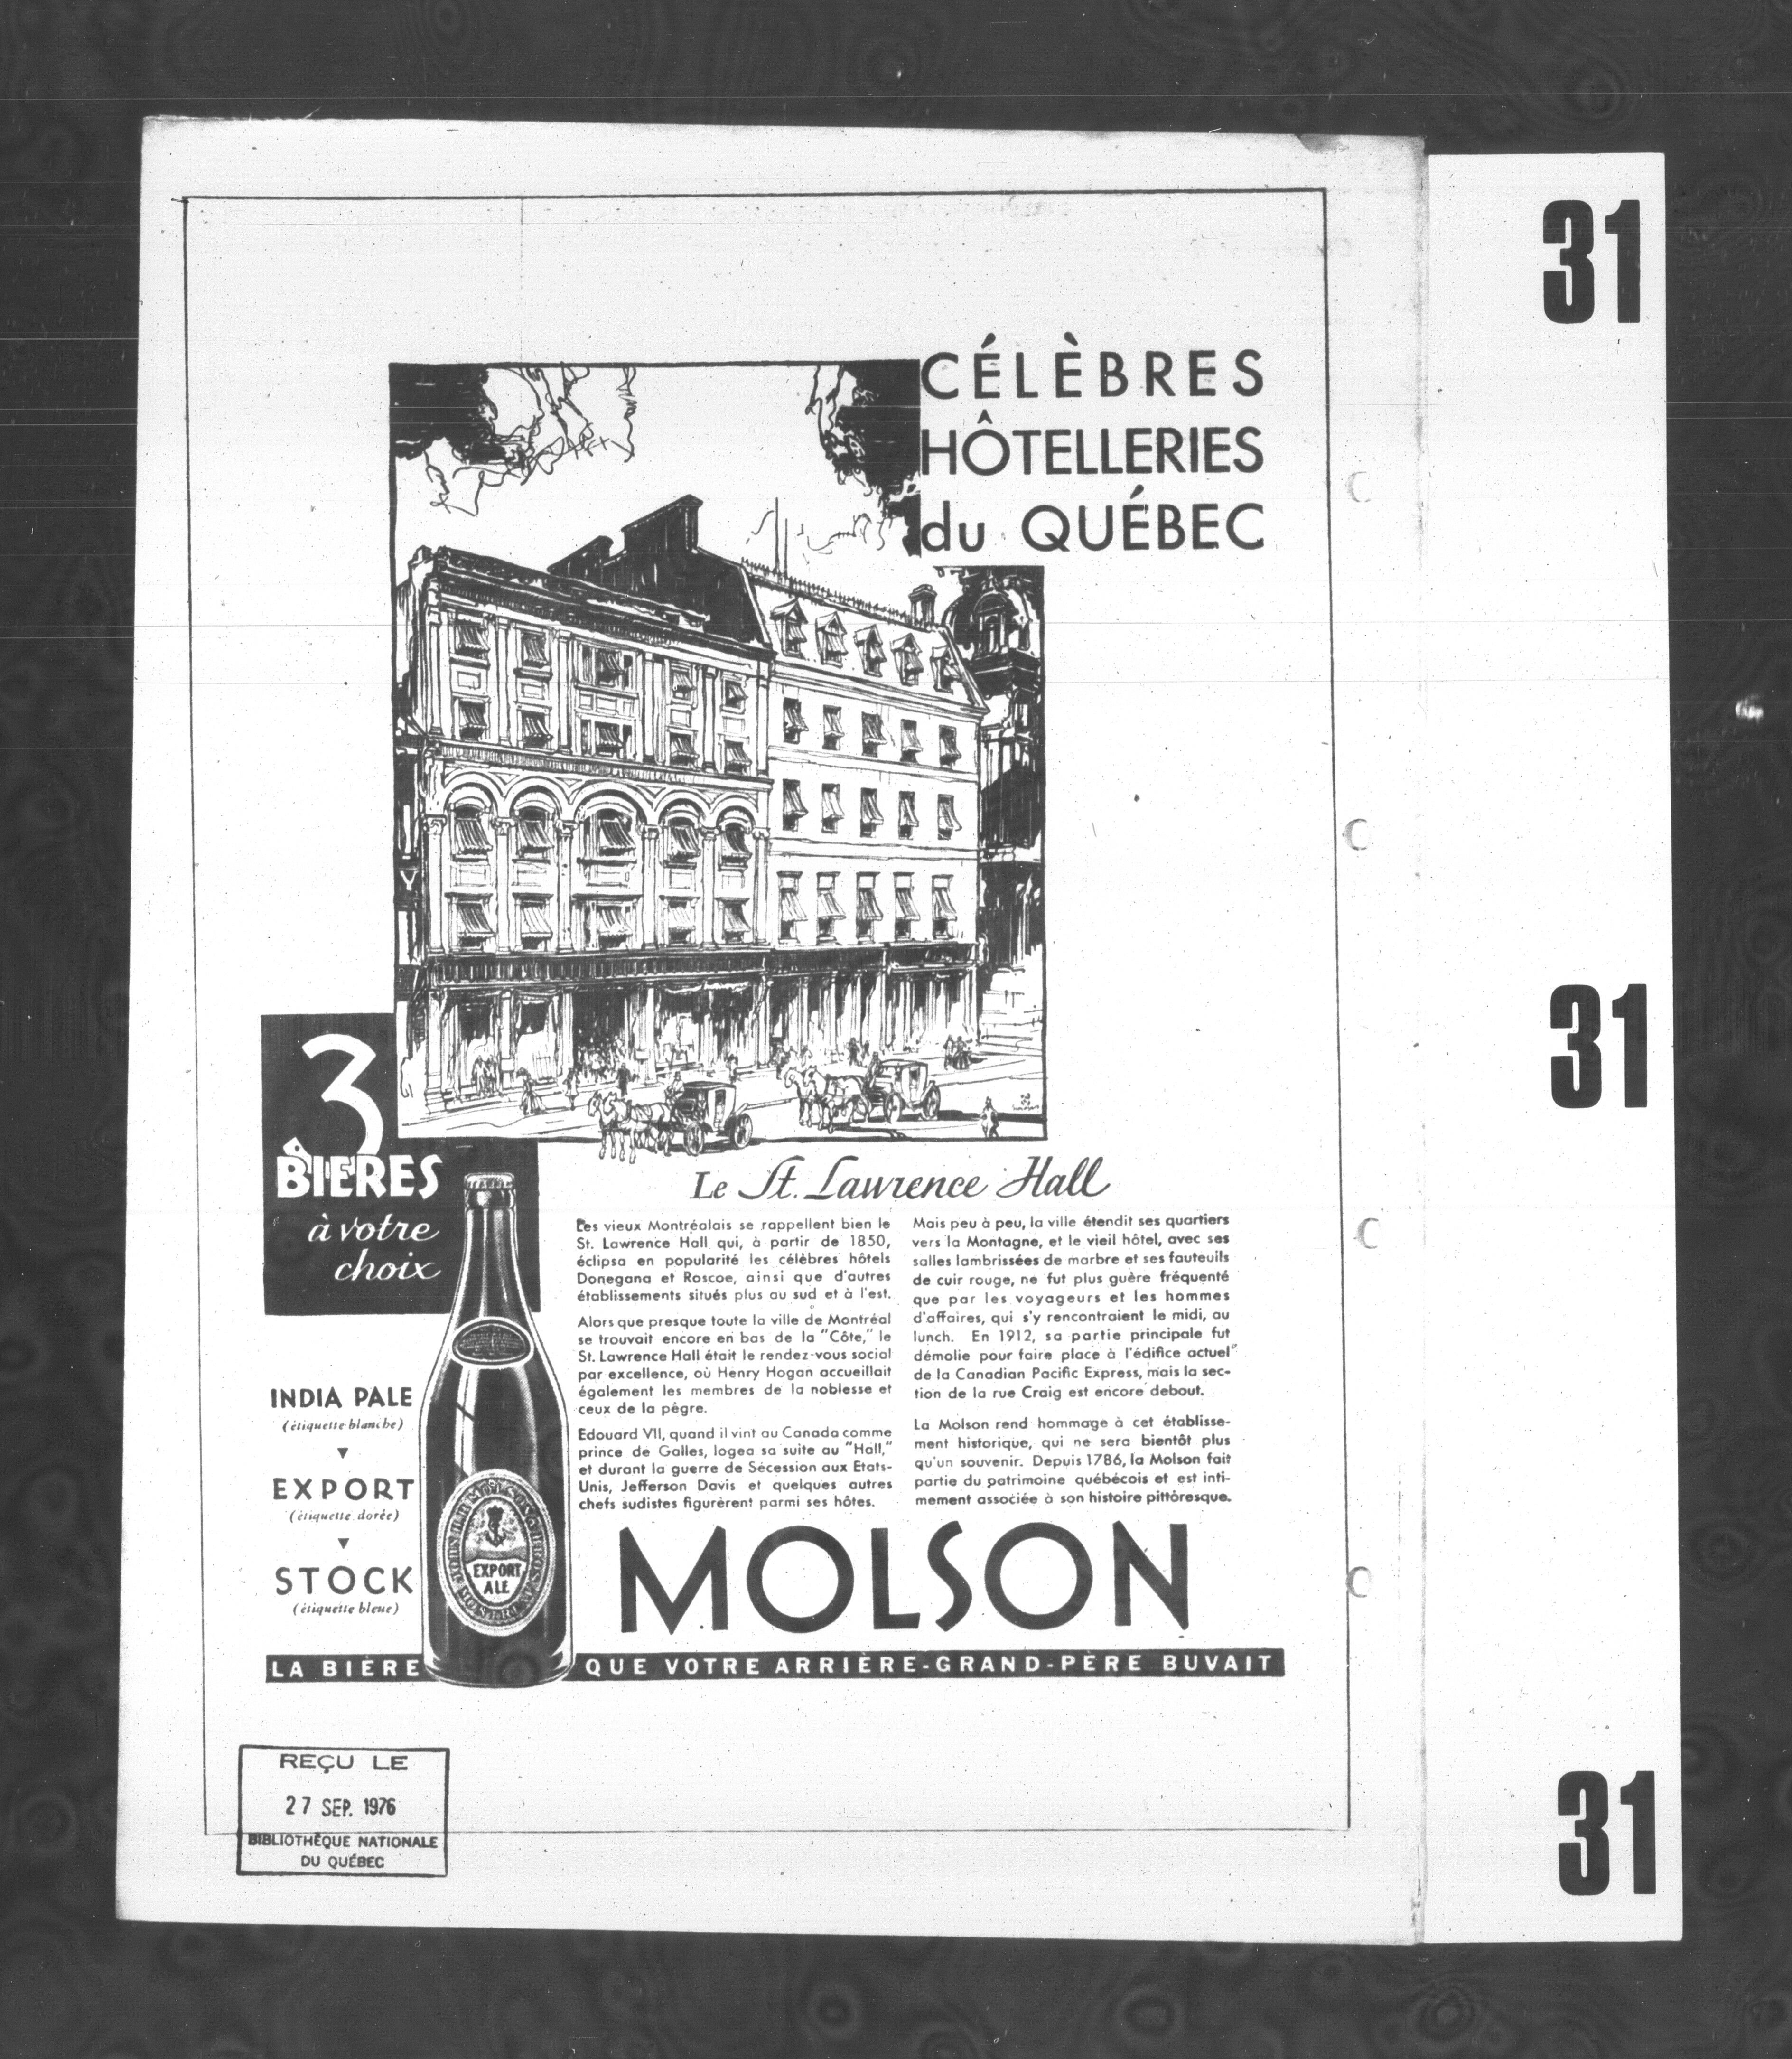 31
CÉLÈBRES
HÔTELLERIES
du QUÉBEC
Y
3
BIÈRES
à votre
choix
Le St. Lawrence Hall
Les vieux Montréalais se rappellent bien le
St. Lawrence Hall qui, à partir de 1850,
éclipsa en popularité les célèbres hôtels
Donegana et Roscoe, ainsi que d'autres
établissements situés plus au sud et à l'est.
Alors que presque toute la ville de Montréal
se trouvait encore en bas de la "Côte," le
St. Lawrence Hall était le rendez-vous social
par excellence, où Henry Hogan accueillait
également les membres de la noblesse et
ceux de la pègre.
Edouard VII, quand il vint au Canada comme
prince de Galles, logea sa suite au "Hall,"
et durant la guerre de Sécession aux Etats-
Unis, Jefferson Davis et quelques autres
chefs sudistes figurèrent parmi ses hôtes.
Mais peu à peu, la ville étendit ses quartiers
vers la Montagne, et le vieil hôtel, avec ses
salles lambrissées de marbre et ses fauteuils
de cuir rouge, ne fut plus guère fréquenté
que par les voyageurs et les hommes
d'affaires, qui s'y rencontraient le midi, au
lunch. En 1912, sa partie principale fut
démolie pour faire place à l'édifice actuel
de la Canadian Pacific Express, mais la sec-
tion de la rue Craig est encore debout.
La Molson rend hommage à cet établisse-
ment historique, qui ne sera bientôt plus
qu'un souvenir. Depuis 1786, la Molson fait
partie du patrimoine québécois et est inti-
mement associée à son histoire pittoresque.
INDIA PALE
(étiquette blanche)
EXPORT
(étiquette dorée)
STOCK
(étiquette bleue)
EXPORT
ALE
MOLSON
LA BIÈRE QUE VOTRE ARRIÈRE-GRAND-PÈRE BUVAIT
REÇU LE
27 SEP. 1976
BIBLIOTHÈQUE NATIONALE
DU QUÉBEC
31
31